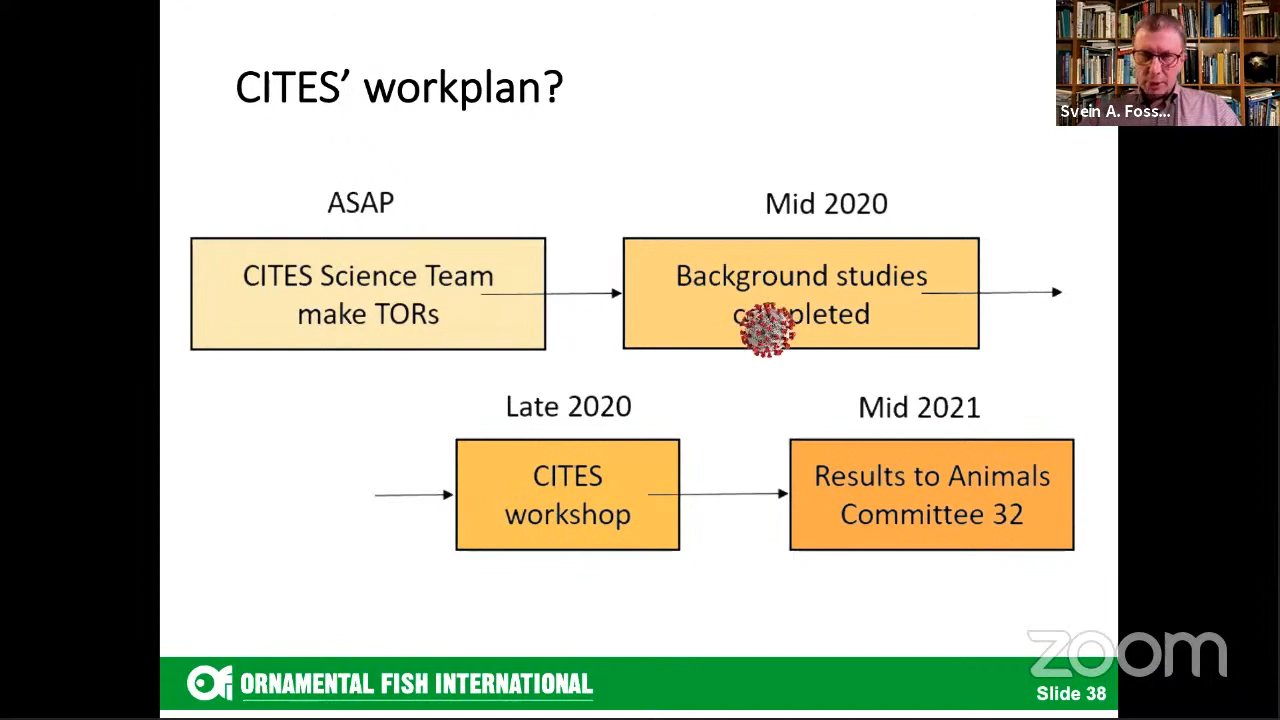 CITES’ workplan?
Svein A. Foss...
ASAP
CITES Science Team
make TORs
Mid 2020
Background studies
Late 2020
CITES
workshop
Mid 2021
Results to Animals
Committee 32
ORNAMENTAL FISH INTERNATIONAL
zoom
Slide 38